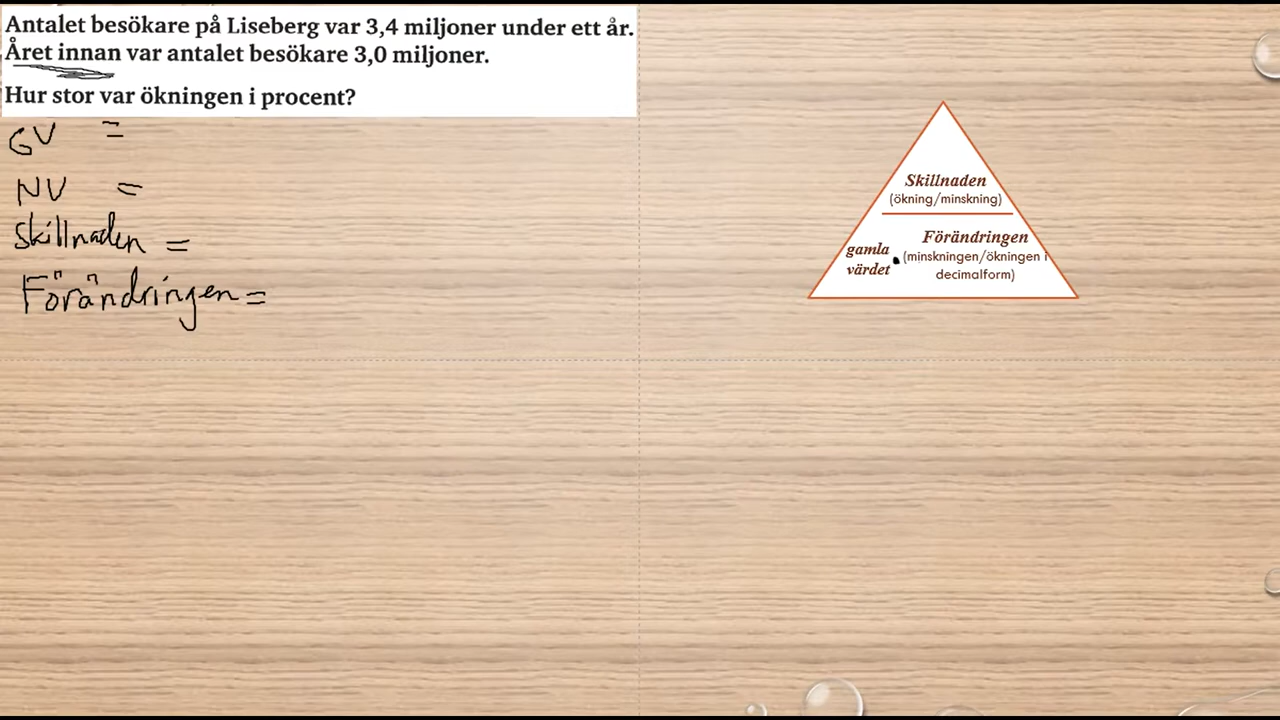 Antalet besökare på Liseberg var 3,4 miljoner under ett år.
Året innan var antalet besökare 3,0 miljoner.
Hur stor var ökningen i procent?
GV =
NV =
Skillnaden =
Förändringen =
Skillnaden
(ökning/minskning)
gamla
värdet
.
Förändringen
(minskningen/ökningen i
decimalform)